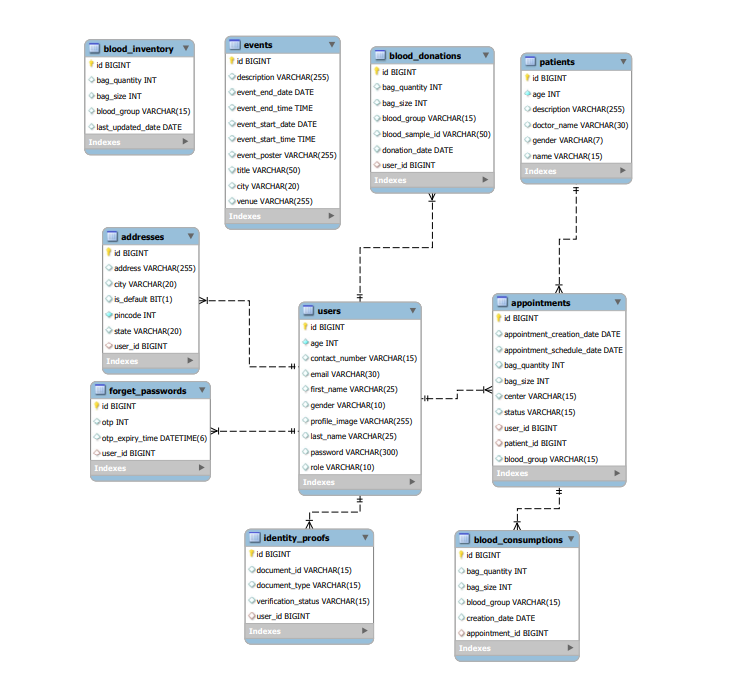 blood_inventory
id BIGINT
bag_quantity INT
bag_size INT
blood_group VARCHAR(15)
last_updated_date DATE
Indexes
events
id BIGINT
description VARCHAR(255)
event_end_date DATE
event_end_time TIME
event_start_date DATE
event_start_time TIME
event_poster VARCHAR(255)
title VARCHAR(50)
city VARCHAR(20)
venue VARCHAR(255)
Indexes
blood_donations
id BIGINT
bag_quantity INT
bag_size INT
blood_group VARCHAR(15)
blood_sample_id VARCHAR(50)
donation_date DATE
user_id BIGINT
Indexes
patients
id BIGINT
age INT
description VARCHAR(255)
doctor_name VARCHAR(30)
gender VARCHAR(7)
name VARCHAR(15)
Indexes
addresses
id BIGINT
address VARCHAR(255)
city VARCHAR(20)
is_default BIT(1)
pincode INT
state VARCHAR(20)
user_id BIGINT
Indexes
users
id BIGINT
age INT
contact_number VARCHAR(15)
email VARCHAR(30)
first_name VARCHAR(25)
gender VARCHAR(10)
profile_image VARCHAR(255)
last_name VARCHAR(25)
password VARCHAR(300)
role VARCHAR(10)
Indexes
appointments
id BIGINT
appointment_creation_date DATE
appointment_schedule_date DATE
bag_quantity INT
bag_size INT
center VARCHAR(15)
status VARCHAR(15)
user_id BIGINT
patient_id BIGINT
blood_group VARCHAR(15)
Indexes
forget_passwords
id BIGINT
otp INT
otp_expiry_time DATETIME(6)
user_id BIGINT
Indexes
identity_proofs
id BIGINT
document_id VARCHAR(15)
document_type VARCHAR(15)
verification_status VARCHAR(15)
user_id BIGINT
Indexes
blood_consumptions
id BIGINT
bag_quantity INT
bag_size INT
blood_group VARCHAR(15)
creation_date DATE
appointment_id BIGINT
Indexes